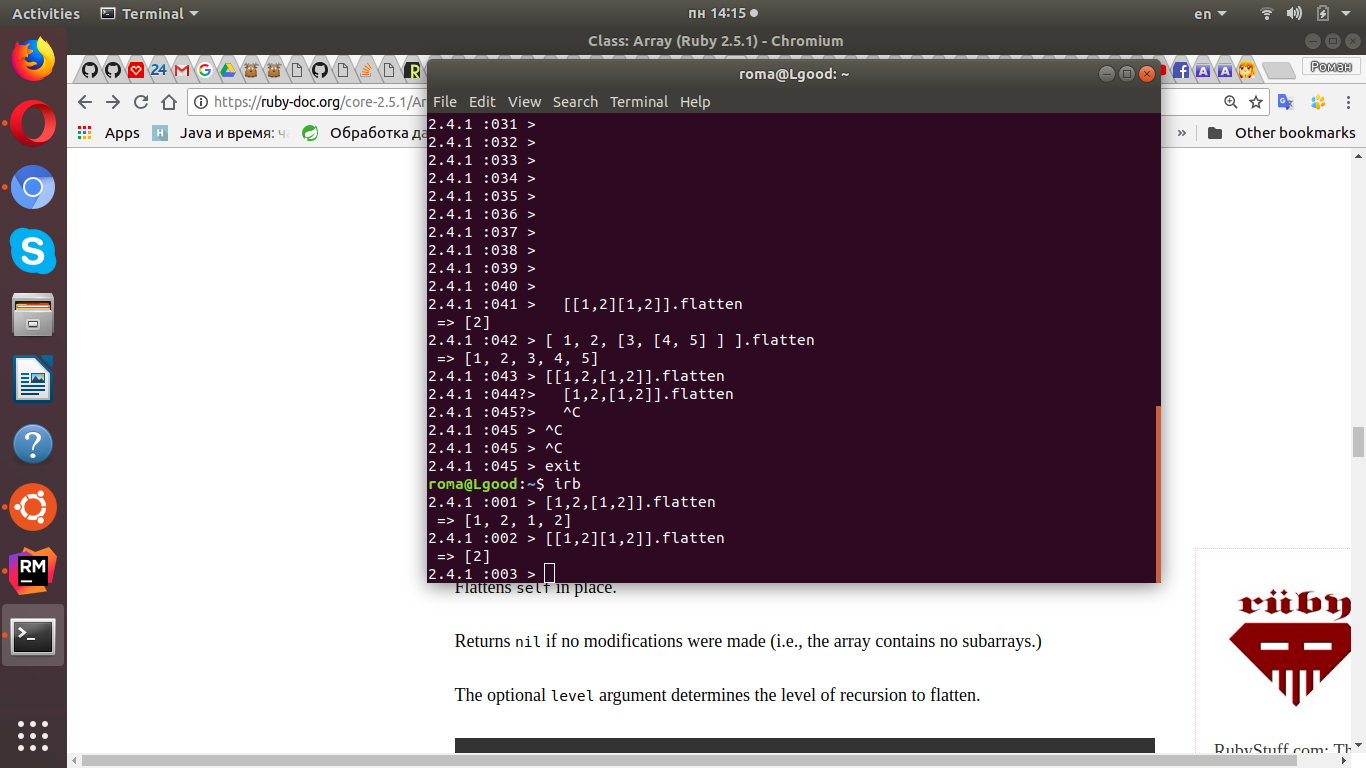 Activities Terminal пн 14:15 en
Class: Array (Ruby 2.5.1) - Chromium
24 Роман
roma@Lgood: ~
https://ruby-doc.org/core-2.5.1/Ar
File Edit View Search Terminal Help
Apps Java и время: ча Обработка да » Other bookmarks
2.4.1 :031 >
2.4.1 :032 >
2.4.1 :033 >
2.4.1 :034 >
2.4.1 :035 >
2.4.1 :036 >
2.4.1 :037 >
2.4.1 :038 >
2.4.1 :039 >
2.4.1 :040 >
2.4.1 :041 >   [[1,2][1,2]].flatten
 => [2]
2.4.1 :042 > [ 1, 2, [3, [4, 5] ] ].flatten
 => [1, 2, 3, 4, 5]
2.4.1 :043 > [[1,2,[1,2]].flatten
2.4.1 :044?>   [1,2,[1,2]].flatten
2.4.1 :045?>   ^C
2.4.1 :045 > ^C
2.4.1 :045 > ^C
2.4.1 :045 > exit
roma@Lgood:~$ irb
2.4.1 :001 > [1,2,[1,2]].flatten
 => [1, 2, 1, 2]
2.4.1 :002 > [[1,2][1,2]].flatten
 => [2]
2.4.1 :003 >
Flattens self in place.
Returns nil if no modifications were made (i.e., the array contains no subarrays.)
The optional level argument determines the level of recursion to flatten.
rüby
RubyStuff.com: Th
RM